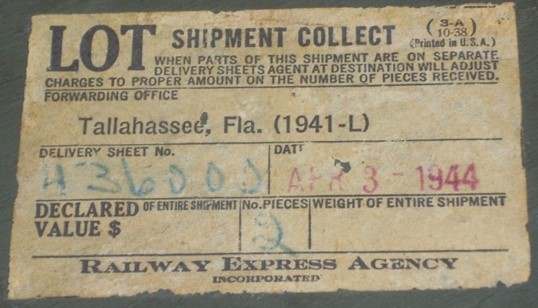 LOT SHIPMENT COLLECT (3-A)
10-38
(Printed in U.S.A.)
WHEN PARTS OF THIS SHIPMENT ARE ON SEPARATE
DELIVERY SHEETS AGENT AT DESTINATION WILL ADJUST
CHARGES TO PROPER AMOUNT ON THE NUMBER OF PIECES RECEIVED.
FORWARDING OFFICE
Tallahassee, Fla. (1941-L)
DELIVERY SHEET No. DATE
436000 APR 3 - 1944
DECLARED OF ENTIRE SHIPMENT No. PIECES WEIGHT OF ENTIRE SHIPMENT
VALUE $ 2
RAILWAY EXPRESS AGENCY
INCORPORATED